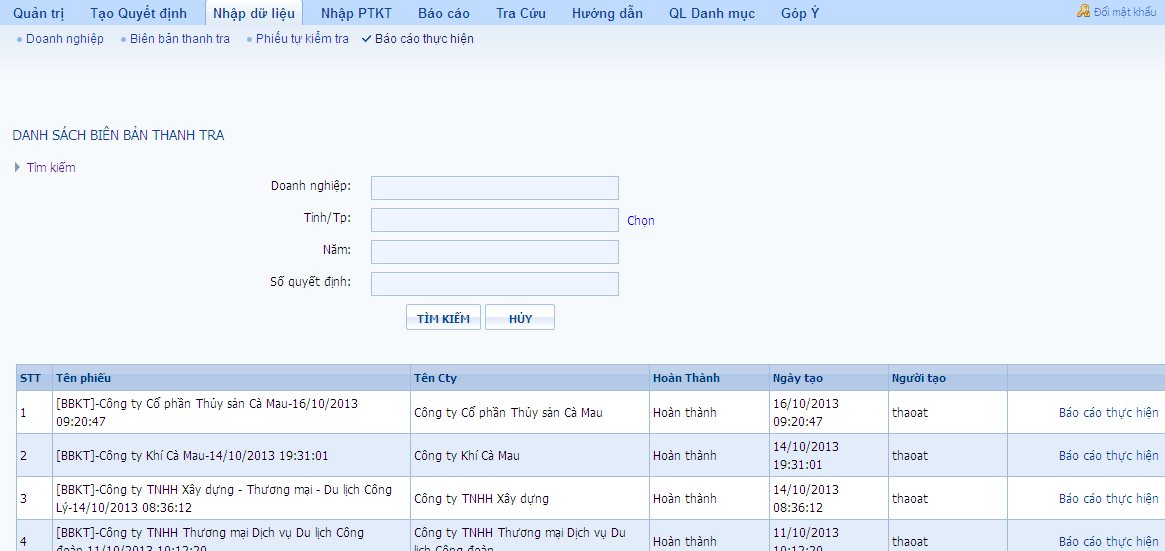 Quản trị Tạo Quyết định Nhập dữ liệu Nhập PTKT Báo cáo Tra Cứu Hướng dẫn QL Danh mục Góp Ý Đổi mật khẩu
Doanh nghiệp Biên bản thanh tra Phiếu tự kiểm tra Báo cáo thực hiện
DANH SÁCH BIÊN BẢN THANH TRA
Tìm kiếm
Doanh nghiệp:
Tỉnh/Tp: Chọn
Năm:
Số quyết định:
TÌM KIẾM HỦY
STT Tên phiếu Tên Cty Hoàn Thành Ngày tạo Người tạo
1 [BBKT]-Công ty Cổ phần Thủy sản Cà Mau-16/10/2013 09:20:47 Công ty Cổ phần Thủy sản Cà Mau Hoàn thành 16/10/2013 09:20:47 thaoat Báo cáo thực hiện
2 [BBKT]-Công ty Khí Cà Mau-14/10/2013 19:31:01 Công ty Khí Cà Mau Hoàn thành 14/10/2013 19:31:01 thaoat Báo cáo thực hiện
3 [BBKT]-Công ty TNHH Xây dựng - Thương mại - Du lịch Công Lý-14/10/2013 08:36:12 Công ty TNHH Xây dựng Hoàn thành 14/10/2013 08:36:12 thaoat Báo cáo thực hiện
4 [BBKT]-Công ty TNHH Thương mại Dịch vụ Du lịch Công đoàn-11/10/2013 10:12:20 Công ty TNHH Thương mại Dịch vụ Du lịch Công đoàn Hoàn thành 11/10/2013 10:12:20 thaoat Báo cáo thực hiện